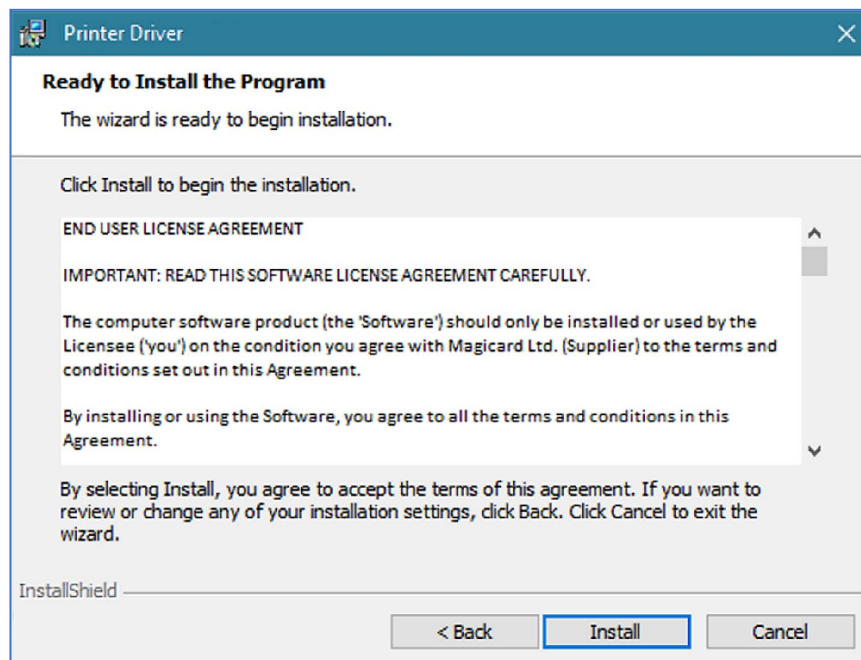 Printer Driver
Ready to Install the Program
The wizard is ready to begin installation.
Click Install to begin the installation.
END USER LICENSE AGREEMENT
IMPORTANT: READ THIS SOFTWARE LICENSE AGREEMENT CAREFULLY.
The computer software product (the 'Software') should only be installed or used by the
Licensee ('you') on the condition you agree with Magicard Ltd. (Supplier) to the terms and
conditions set out in this Agreement.
By installing or using the Software, you agree to all the terms and conditions in this
Agreement.
By selecting Install, you agree to accept the terms of this agreement. If you want to
review or change any of your installation settings, click Back. Click Cancel to exit the
wizard.
InstallShield
< Back
Install
Cancel